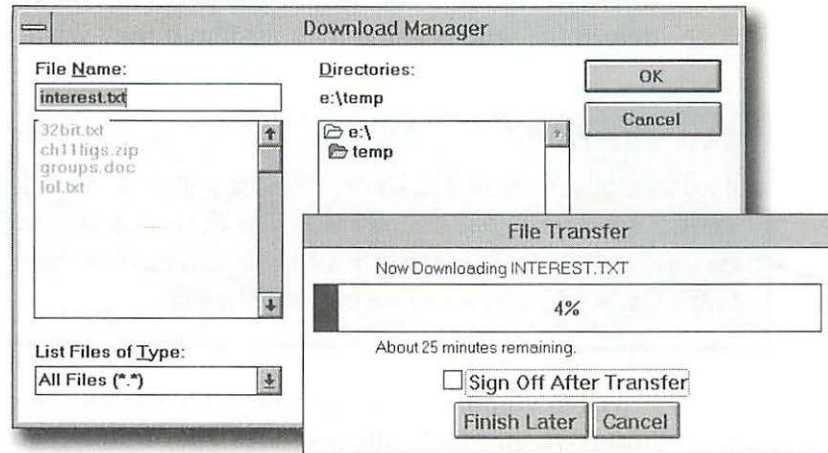 Download Manager
File Name:
interest.txt
32bit.txt
ch11figs.zip
groups.doc
lol.txt
List Files of Type:
All Files (*.*)
Directories:
e:\temp
e:\
temp
OK
Cancel
File Transfer
Now Downloading INTEREST.TXT
4%
About 25 minutes remaining.
Sign Off After Transfer
Finish Later
Cancel